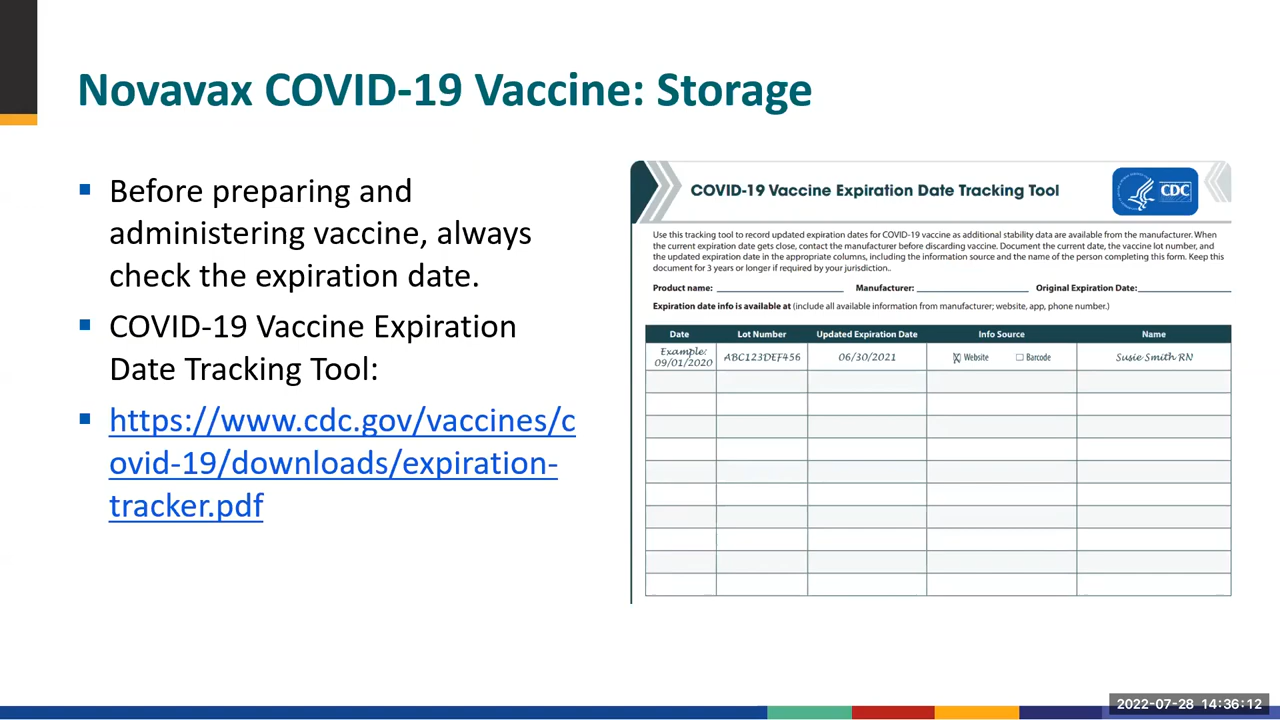 Novavax COVID-19 Vaccine: Storage
Before preparing and
administering vaccine, always
check the expiration date.
COVID-19 Vaccine Expiration
Date Tracking Tool:
https://www.cdc.gov/vaccines/c
ovid-19/downloads/expiration-
tracker.pdf
COVID-19 Vaccine Expiration Date Tracking Tool
CDC
Use this tracking tool to record updated expiration dates for COVID-19 vaccine as additional stability data are available from the manufacturer. When
the current expiration date gets close, contact the manufacturer before discarding vaccine. Document the current date, the vaccine lot number, and
the updated expiration date in the appropriate columns, including the information source and the name of the person completing this form. Keep this
document for 3 years or longer if required by your jurisdiction..
Product name: Manufacturer: Original Expiration Date:
Expiration date info is available at (include all available information from manufacturer; website, app, phone number.)
Date Lot Number Updated Expiration Date Info Source Name
Example:
09/01/2020 ABC123DEF456 06/30/2021 Website Barcode Susie Smith RN
2022-07-28 14:36:12